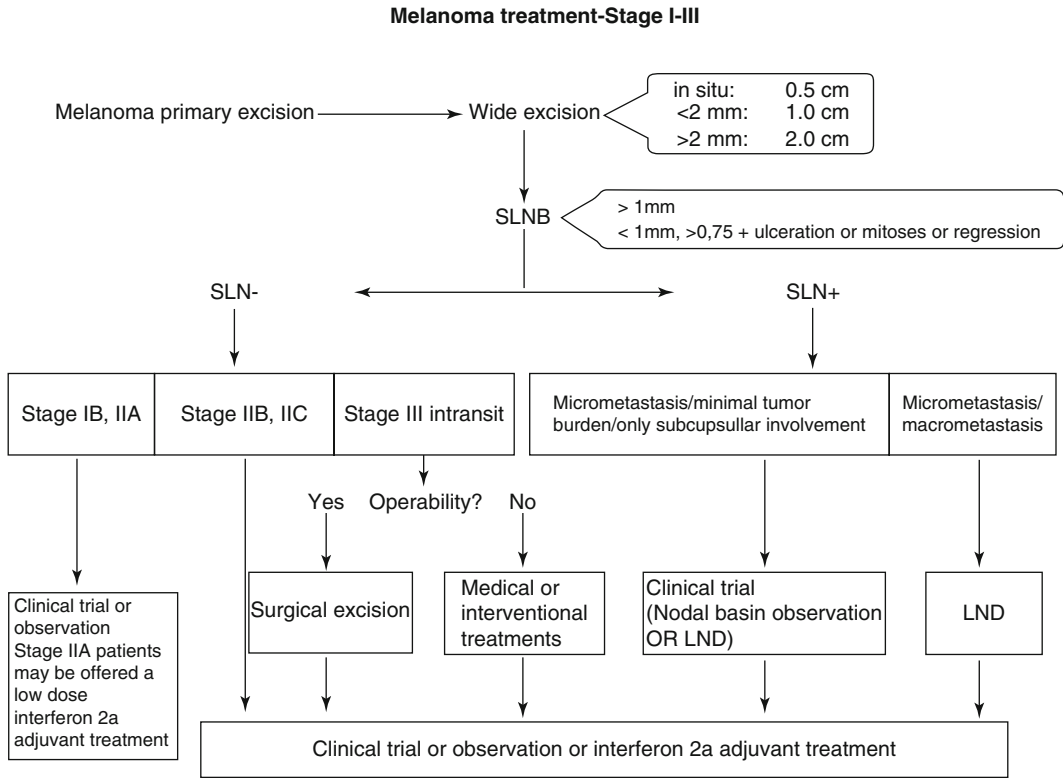 Melanoma treatment-Stage I-III
Melanoma primary excision
Wide excision
in situ: 0.5 cm
<2 mm: 1.0 cm
>2 mm: 2.0 cm
SLNB
> 1mm
< 1mm, >0,75 + ulceration or mitoses or regression
SLN-
SLN+
Stage IB, IIA
Stage IIB, IIC
Stage III intransit
Micrometastasis/minimal tumor
burden/only subcupsullar involvement
Micrometastasis/
macrometastasis
Yes
Operability?
No
Clinical trial or
observation
Stage IIA patients
may be offered a
low dose
interferon 2a
adjuvant treatment
Surgical excision
Medical or
interventional
treatments
Clinical trial
(Nodal basin observation
OR LND)
LND
Clinical trial or observation or interferon 2a adjuvant treatment